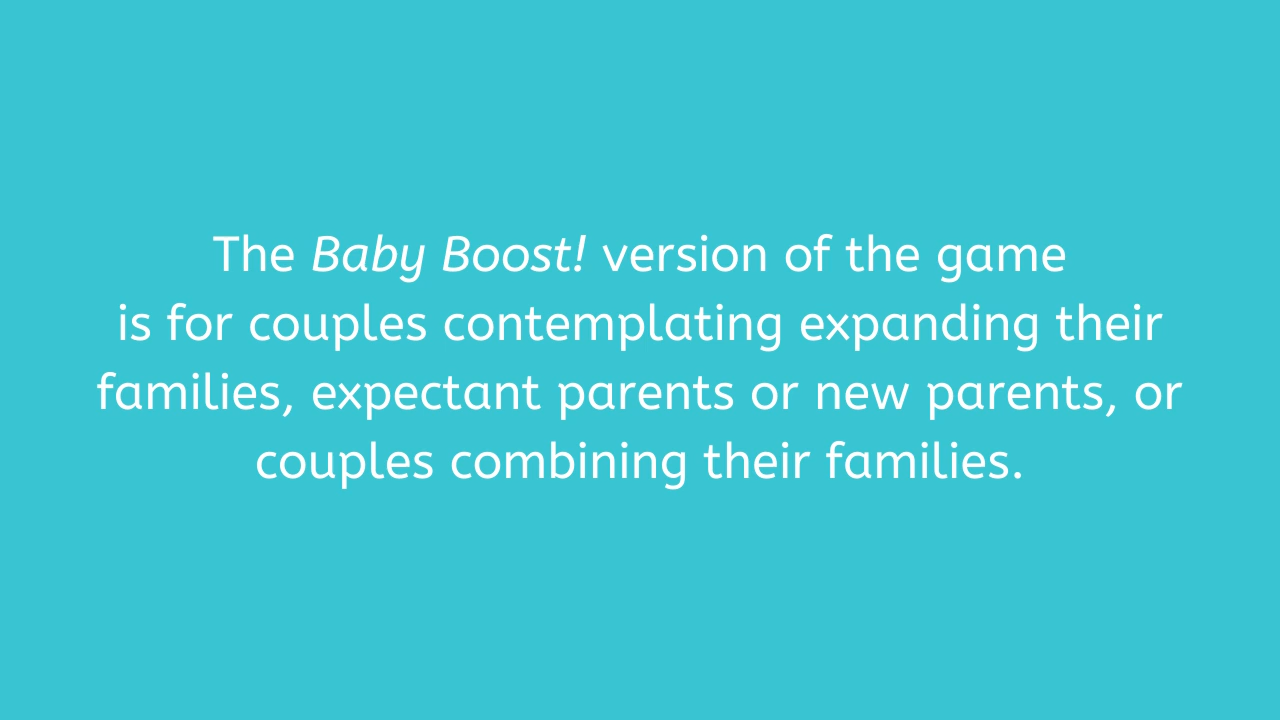 The Baby Boost! version of the game
is for couples contemplating expanding their
families, expectant parents or new parents, or
couples combining their families.